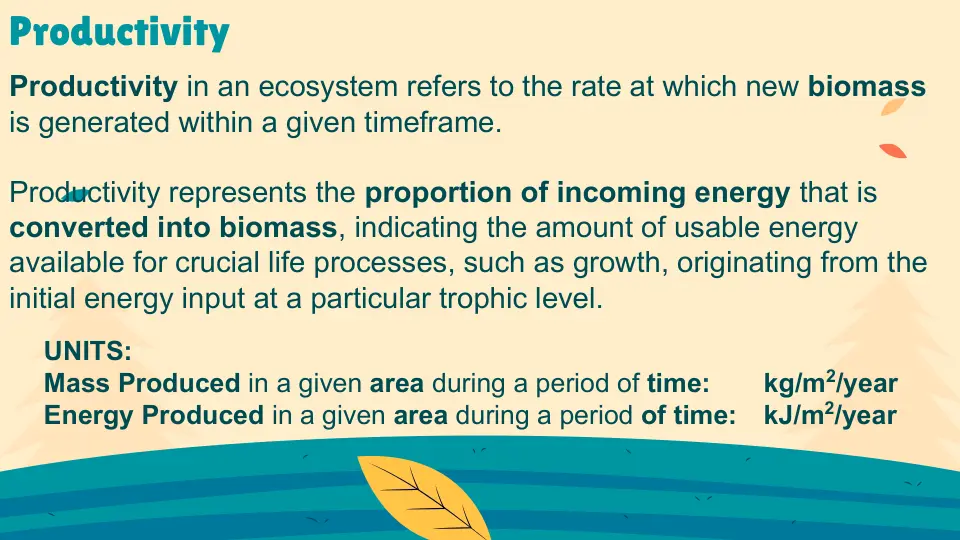 Productivity
Productivity in an ecosystem refers to the rate at which new biomass
is generated within a given timeframe.
Productivity represents the proportion of incoming energy that is
converted into biomass, indicating the amount of usable energy
available for crucial life processes, such as growth, originating from the
initial energy input at a particular trophic level.
UNITS:
Mass Produced in a given area during a period of time: kg/m²/year
Energy Produced in a given area during a period of time: kJ/m²/year